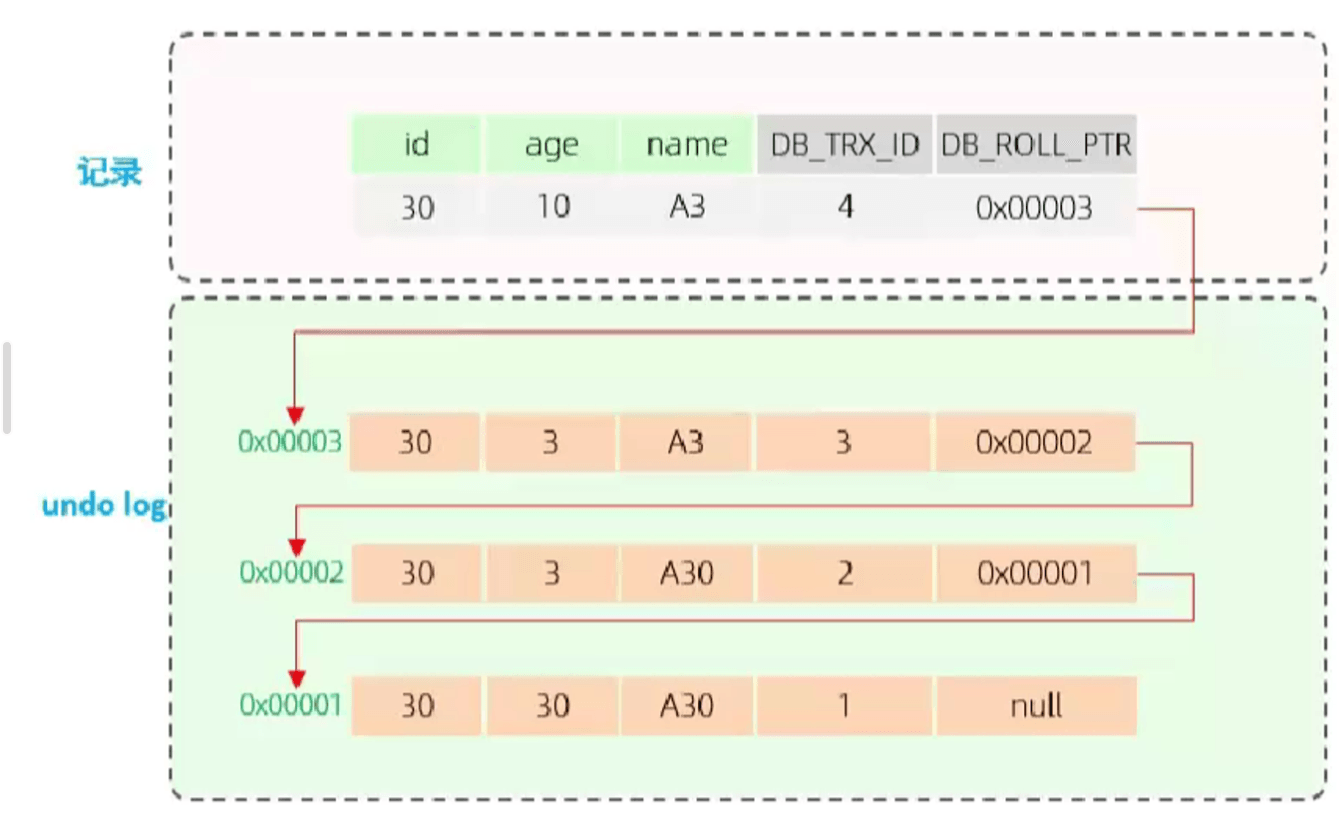 id age name DB_TRX_ID DB_ROLL_PTR
记录
30 10 A3 4 0x00003
0x00003 30 3 A3 3 0x00002
undo log
0x00002 30 3 A30 2 0x00001
0x00001 30 30 A30 1 null